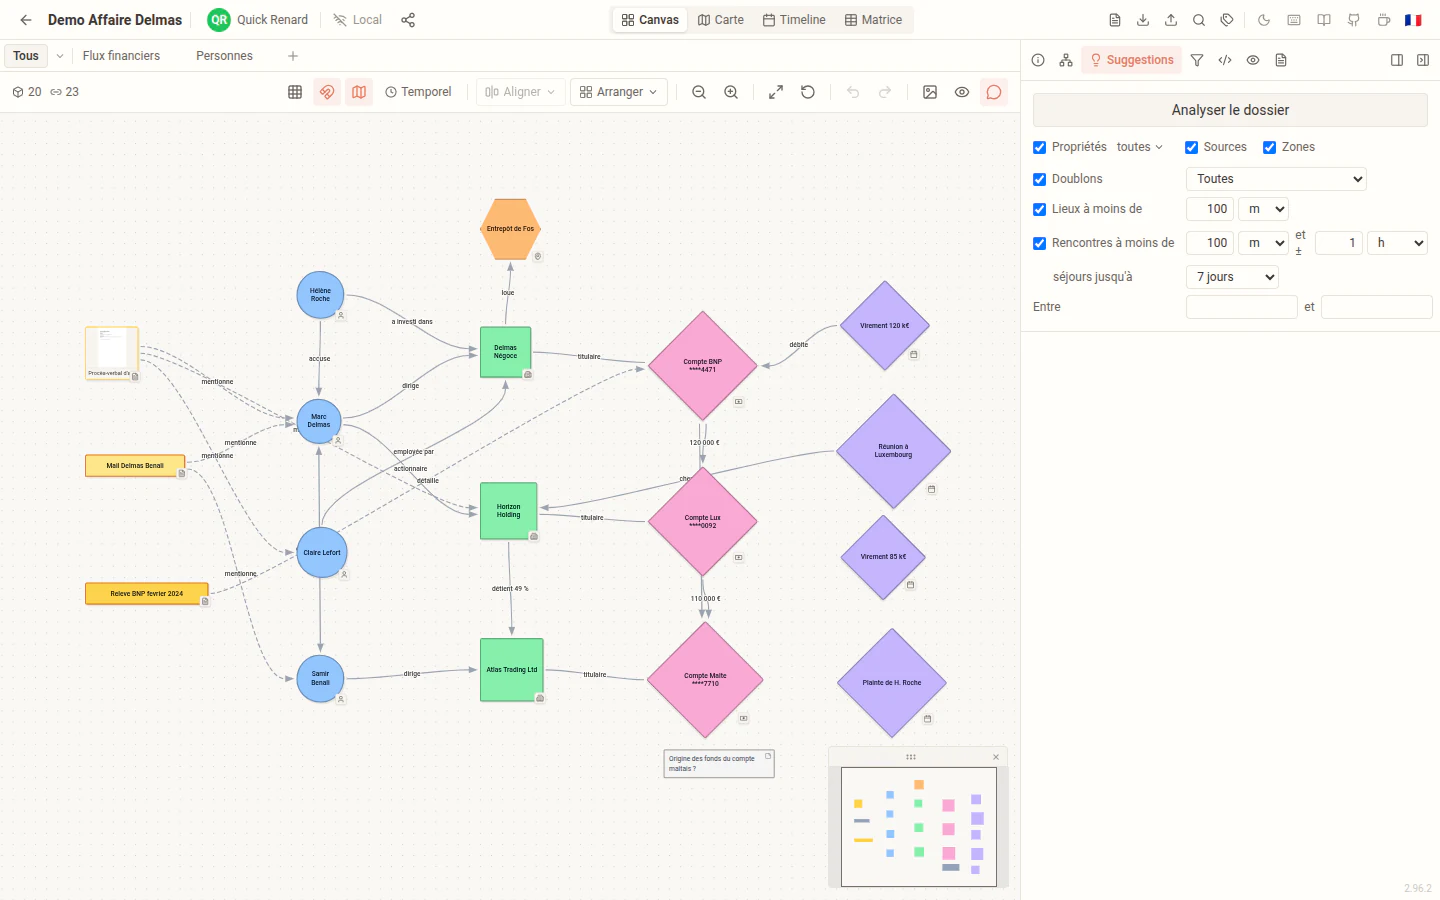 Demo Affaire Delmas
QR Quick Renard
Local
Canvas
Carte
Timeline
Matrice
Tous
Flux financiers
Personnes
20 23
Temporel
Aligner
Arranger
Suggestions
Analyser le dossier
Propriétés toutes
Sources
Zones
Doublons
Toutes
Lieux à moins de
100 m
Rencontres à moins de
100 m
et ±
1 h
séjours jusqu'à
7 jours
Entre
et
Entrepôt de Fos
loue
Hélène
Roche
a investi dans
accuse
Delmas
Négoce
titulaire
Compte BNP
****4471
débite
Virement 120 k€
Procès-verbal d'a
mentionne
dirige
Marc
Delmas
mentionne
mentionne
employée par
actionnaire
détaille
120 000 €
Réunion à
Luxembourg
Mail Delmas Benali
Horizon
Holding
titulaire
Compte Lux
****0092
Claire Lefort
Virement 85 k€
mentionne
détient 49 %
110 000 €
Releve BNP fevrier 2024
Samir
Benali
dirige
Atlas Trading Ltd
titulaire
Compte Malte
****7710
Plainte de H. Roche
Origine des fonds du compte
maltais ?
2.96.2